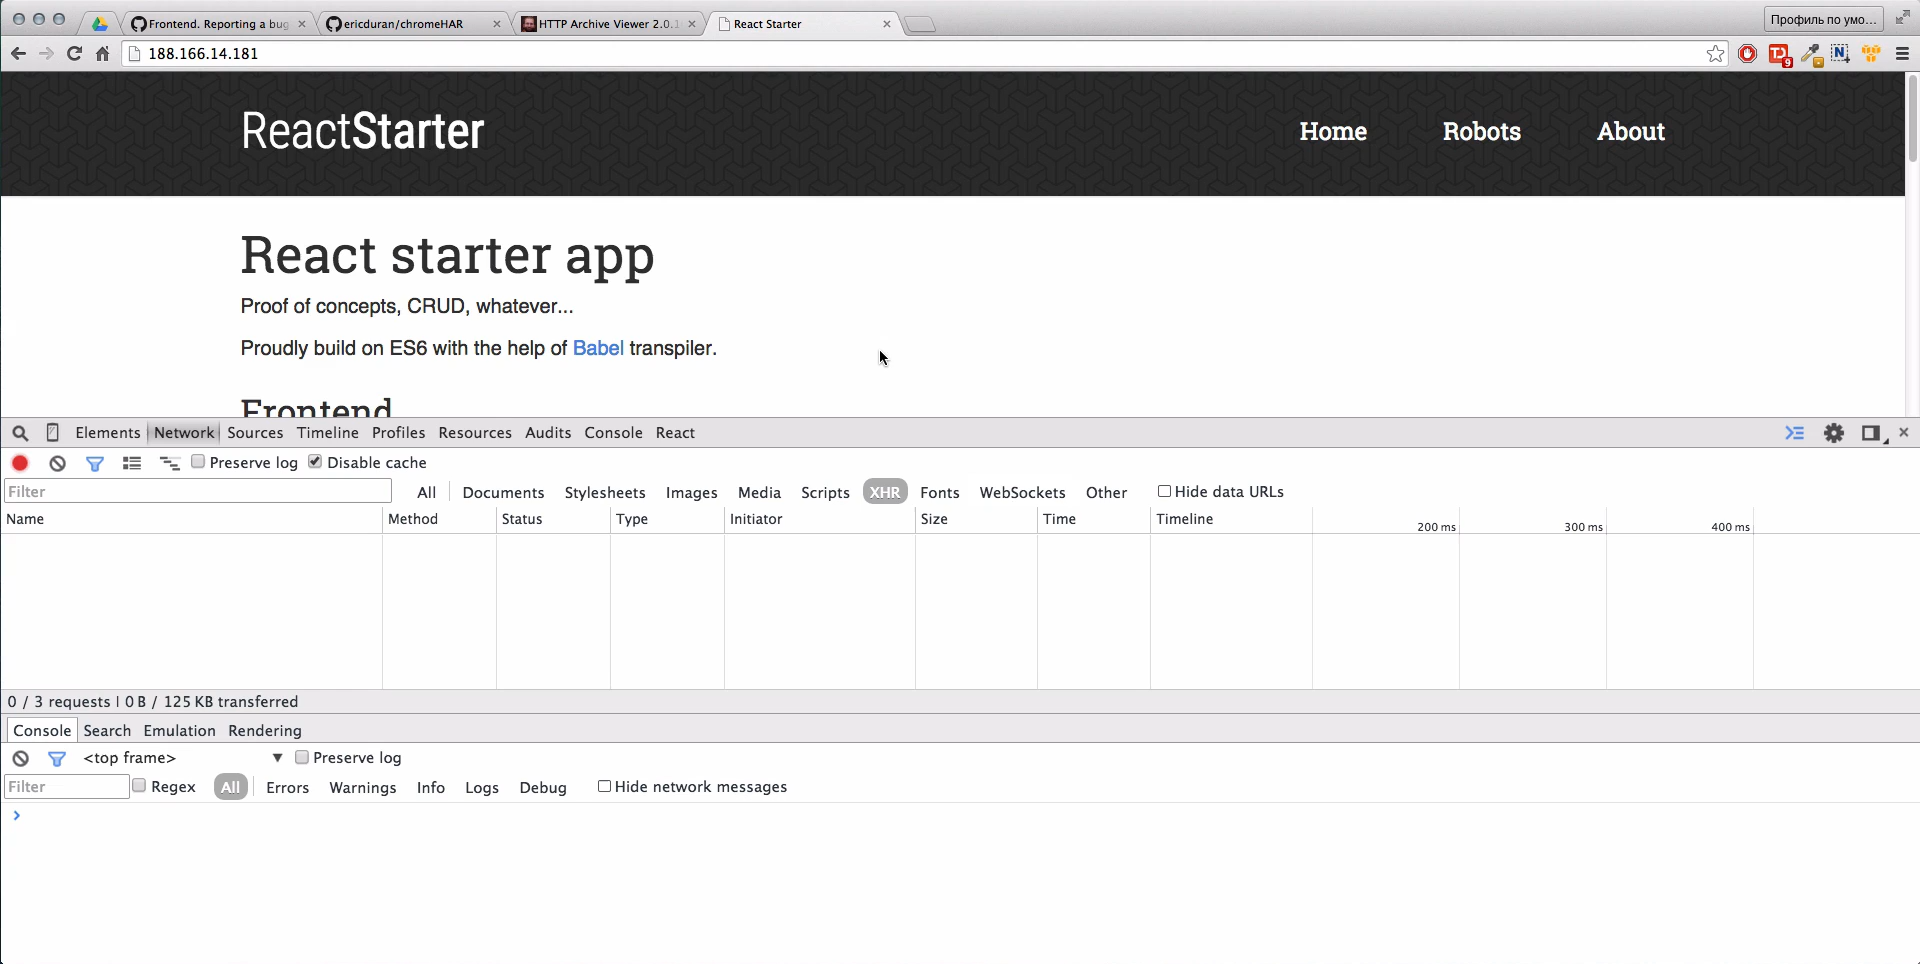 Frontend. Reporting a bug
ericduran/chromeHAR
HTTP Archive Viewer 2.0.1
React Starter
Профиль по умо...
188.166.14.181
TD 9
N
ReactStarter
Home Robots About
React starter app
Proof of concepts, CRUD, whatever...
Proudly build on ES6 with the help of Babel transpiler.
Frontend
Elements Network Sources Timeline Profiles Resources Audits Console React
Preserve log Disable cache
Filter All Documents Stylesheets Images Media Scripts XHR Fonts WebSockets Other Hide data URLs
Name Method Status Type Initiator Size Time Timeline 200 ms 300 ms 400 ms
0 / 3 requests | 0 B / 125 KB transferred
Console Search Emulation Rendering
<top frame> ▼ Preserve log
Filter Regex All Errors Warnings Info Logs Debug Hide network messages